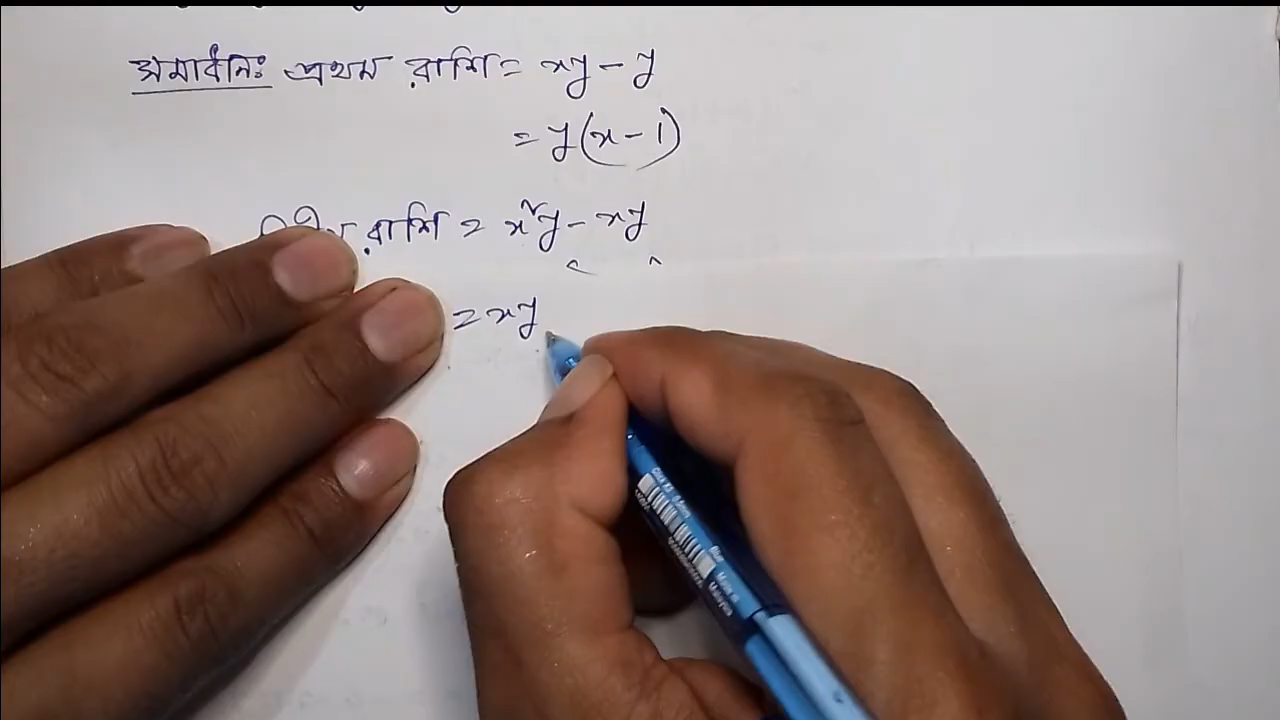 সমাধানঃ প্রথম রাশি = xy - y
= y(x - 1)
রাশি = x²y - xy
= xy